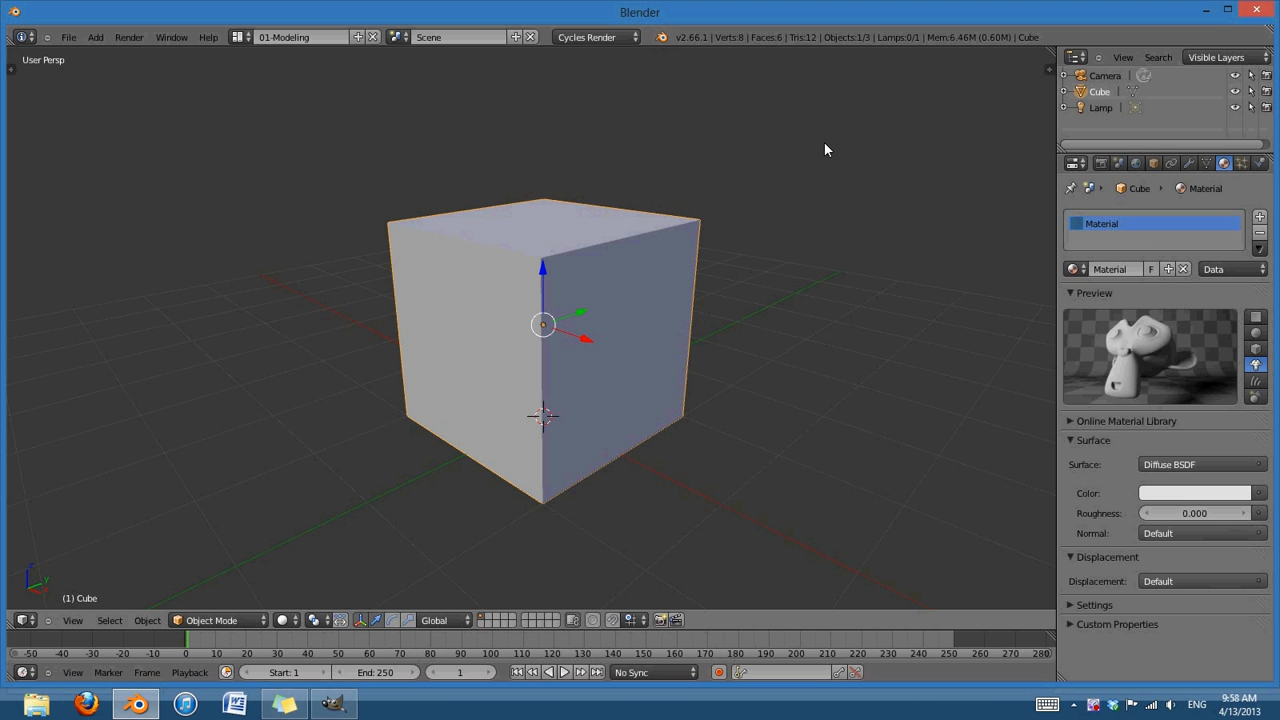 Blender
File Add Render Window Help 01-Modeling Scene Cycles Render v2.66.1 | Verts:8 | Faces:6 | Tris:12 | Objects:1/3 | Lamps:0/1 | Mem:6.46M (0.60M) | Cube
User Persp
View Search Visible Layers
Camera
Cube
Lamp
Cube Material
Material
Material F Data
Preview
Online Material Library
Surface
Surface: Diffuse BSDF
Color:
Roughness: 0.000
Normal: Default
Displacement
Displacement: Default
Settings
Custom Properties
(1) Cube
View Select Object Object Mode Global
-50 -40 -30 -20 -10 0 10 20 30 40 50 60 70 80 90 100 110 120 130 140 150 160 170 180 190 200 210 220 230 240 250 260 270 280
View Marker Frame Playback Start: 1 End: 250 1 No Sync
ENG
9:58 AM
4/13/2013